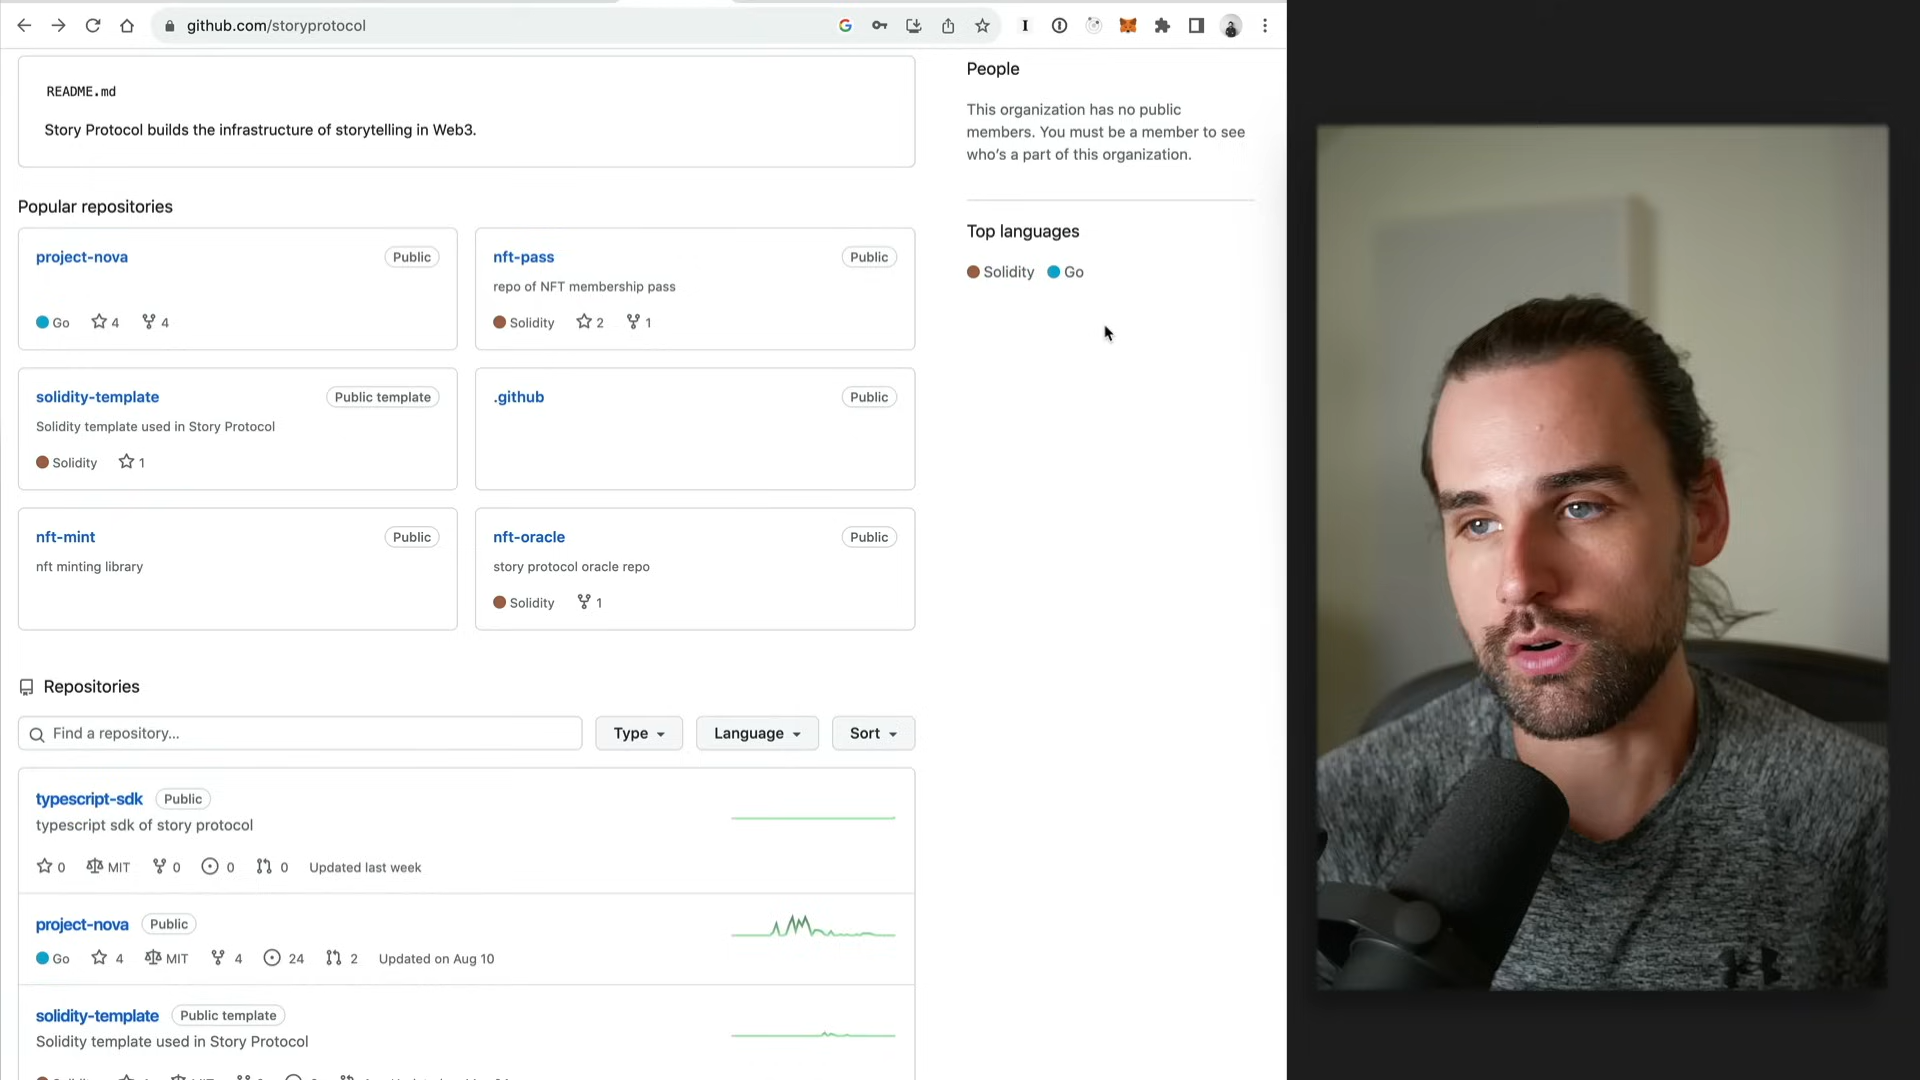 github.com/storyprotocol
README.md
Story Protocol builds the infrastructure of storytelling in Web3.
Popular repositories
project-nova
Public
Go
4
4
nft-pass
Public
repo of NFT membership pass
Solidity
2
1
solidity-template
Public template
Solidity template used in Story Protocol
Solidity
1
.github
Public
nft-mint
Public
nft minting library
nft-oracle
Public
story protocol oracle repo
Solidity
1
Repositories
Find a repository...
Type
Language
Sort
typescript-sdk
Public
typescript sdk of story protocol
0
MIT
0
0
0
Updated last week
project-nova
Public
Go
4
MIT
4
24
2
Updated on Aug 10
solidity-template
Public template
Solidity template used in Story Protocol
People
This organization has no public
members. You must be a member to see
who's a part of this organization.
Top languages
Solidity
Go